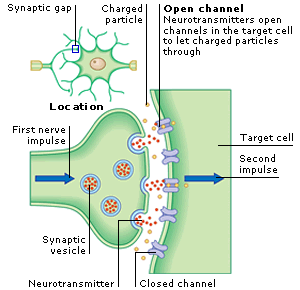 Synaptic gap
Charged
particle
Open channel
Neurotransmitters open
channels in the target cell
to let charged particles
through
Location
First nerve
impulse
Target cell
Second
impulse
Synaptic
vesicle
Neurotransmitter
Closed channel